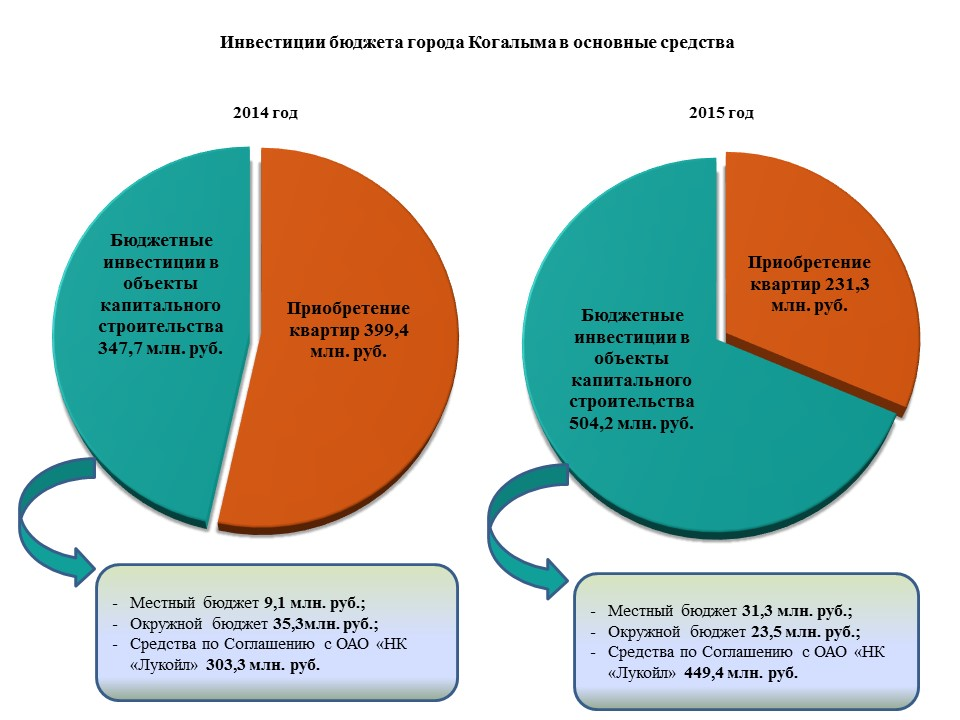 Инвестиции бюджета города Когалыма в основные средства
2014 год
Бюджетные
инвестиции в
объекты
капитального
строительства
347,7 млн. руб.
Приобретение
квартир 399,4
млн. руб.
- Местный бюджет 9,1 млн. руб.;
- Окружной бюджет 35,3млн. руб.;
- Средства по Соглашению с ОАО «НК
«Лукойл» 303,3 млн. руб.
2015 год
Приобретение
квартир 231,3
млн. руб.
Бюджетные
инвестиции в
объекты
капитального
строительства
504,2 млн. руб.
- Местный бюджет 31,3 млн. руб.;
- Окружной бюджет 23,5 млн. руб.;
- Средства по Соглашению с ОАО «НК
«Лукойл» 449,4 млн. руб.